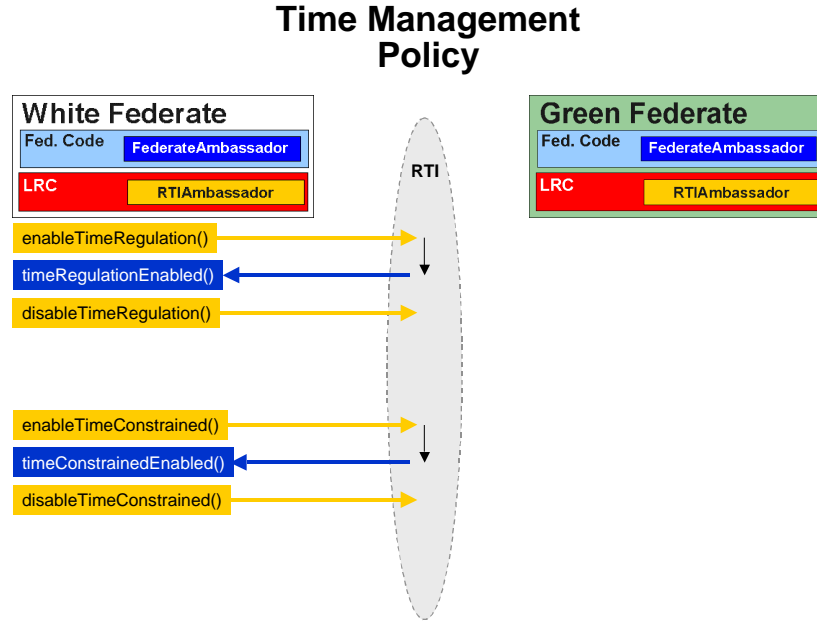 Time Management
Policy
White Federate
Fed. Code
FederateAmbassador
LRC
RTIAmbassador
RTI
Green Federate
Fed. Code
FederateAmbassador
LRC
RTIAmbassador
enableTimeRegulation()
timeRegulationEnabled()
disableTimeRegulation()
enableTimeConstrained()
timeConstrainedEnabled()
disableTimeConstrained()